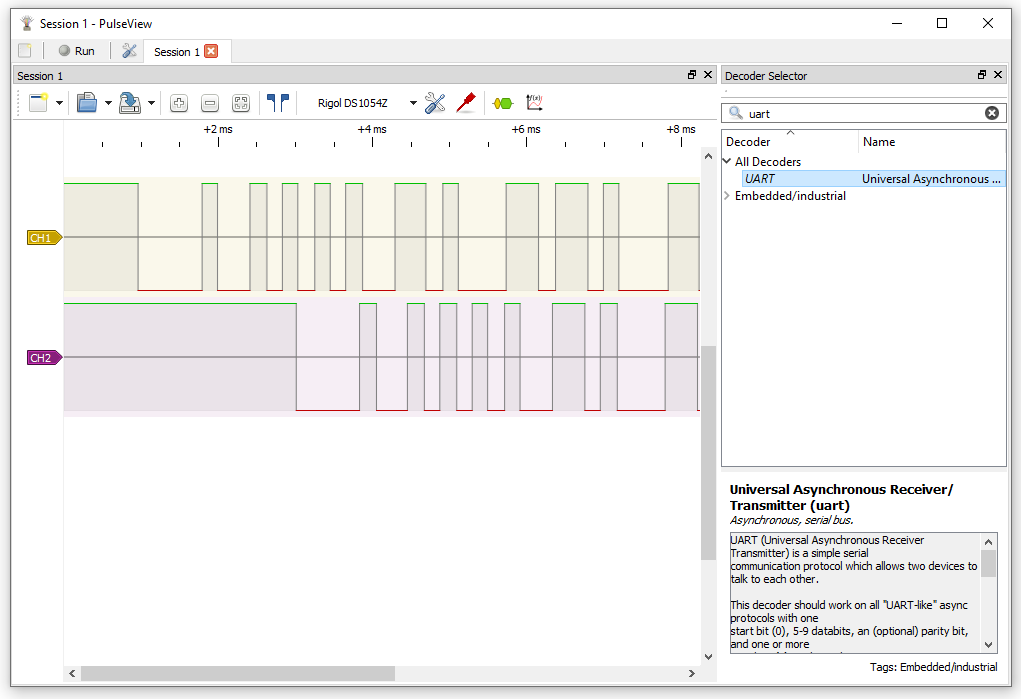 Session 1 - PulseView
Run
Session 1
Session 1
Rigol DS1054Z
f(x)
+2 ms
+4 ms
+6 ms
+8 ms
CH1
CH2
Decoder Selector
uart
Decoder
Name
All Decoders
UART
Universal Asynchronous ...
Embedded/industrial
Universal Asynchronous Receiver/
Transmitter (uart)
Asynchronous, serial bus.
UART (Universal Asynchronous Receiver
Transmitter) is a simple serial
communication protocol which allows two devices to
talk to each other.
This decoder should work on all "UART-like" async
protocols with one
start bit (0), 5-9 databits, an (optional) parity bit,
and one or more
Tags: Embedded/industrial